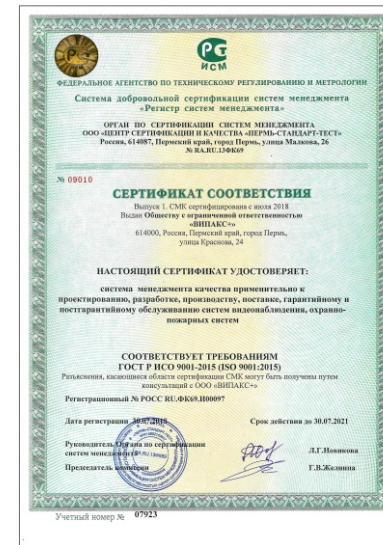 РСТ
ИСМ
ФЕДЕРАЛЬНОЕ АГЕНТСТВО ПО ТЕХНИЧЕСКОМУ РЕГУЛИРОВАНИЮ И МЕТРОЛОГИИ
Система добровольной сертификации систем менеджмента
«Регистр систем менеджмента»
ОРГАН ПО СЕРТИФИКАЦИИ СИСТЕМ МЕНЕДЖМЕНТА
ООО «ЦЕНТР СЕРТИФИКАЦИИ И КАЧЕСТВА «ПЕРМЬ-СТАНДАРТ-ТЕСТ»
Россия, 614087, Пермский край, город Пермь, улица Малкова, 26
№ RA.RU.13ФК69
№ 09010
СЕРТИФИКАТ СООТВЕТСТВИЯ
Выпуск 1. СМК сертифицирована с июля 2018
Выдан Обществу с ограниченной ответственностью
«ВИПАКС+»
614000, Россия, Пермский край, город Пермь,
улица Краснова, 24
НАСТОЯЩИЙ СЕРТИФИКАТ УДОСТОВЕРЯЕТ:
система менеджмента качества применительно к
проектированию, разработке, производству, поставке, гарантийному и
постгарантийному обслуживанию систем видеонаблюдения, охранно-
пожарных систем
СООТВЕТСТВУЕТ ТРЕБОВАНИЯМ
ГОСТ Р ИСО 9001-2015 (ISO 9001:2015)
Разъяснения, касающиеся области сертификации СМК могут быть получены путем
консультаций с ООО «ВИПАКС+»
Регистрационный № РОСС RU.ФК69.И00097
Дата регистрации 30.07.2018 Срок действия до 30.07.2021
Руководитель Органа по сертификации
систем менеджмента Л.Г.Новикова
Председатель комиссии Г.В.Желнина
Учетный номер № 07923